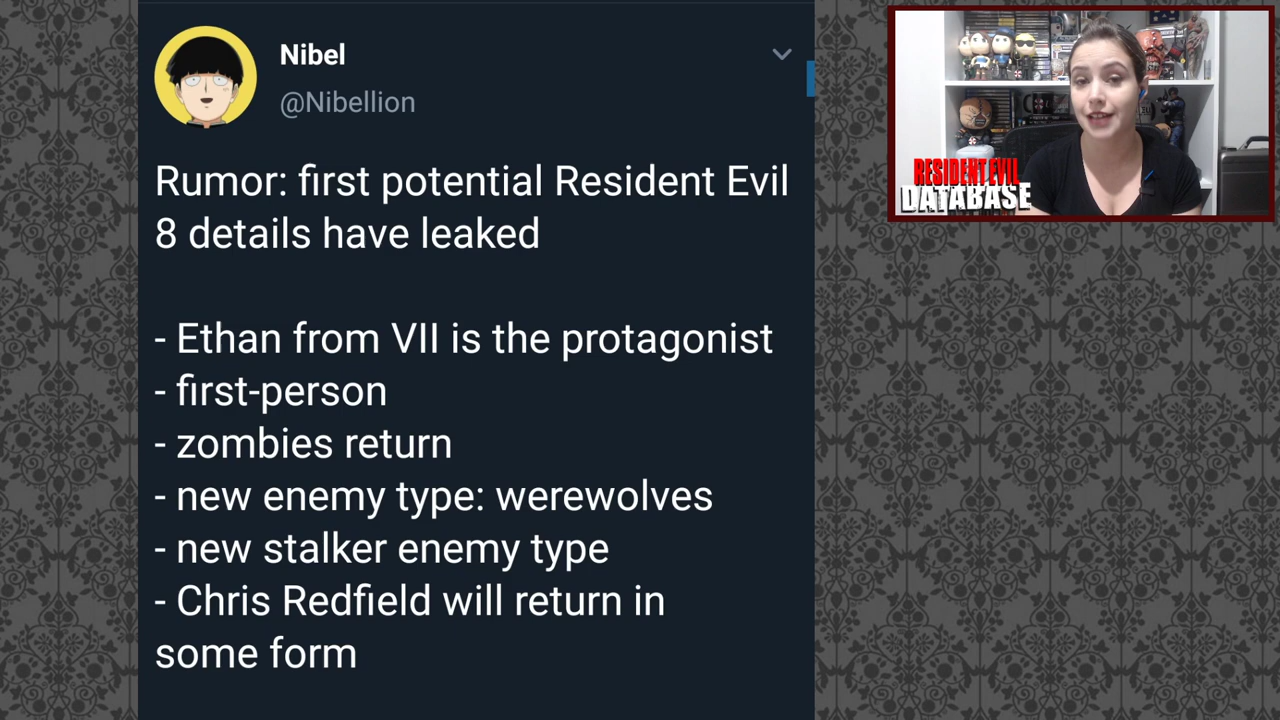 Nibel
@Nibellion
Rumor: first potential Resident Evil
8 details have leaked
- Ethan from VII is the protagonist
- first-person
- zombies return
- new enemy type: werewolves
- new stalker enemy type
- Chris Redfield will return in
some form
RESIDENT EVIL
DATABASE